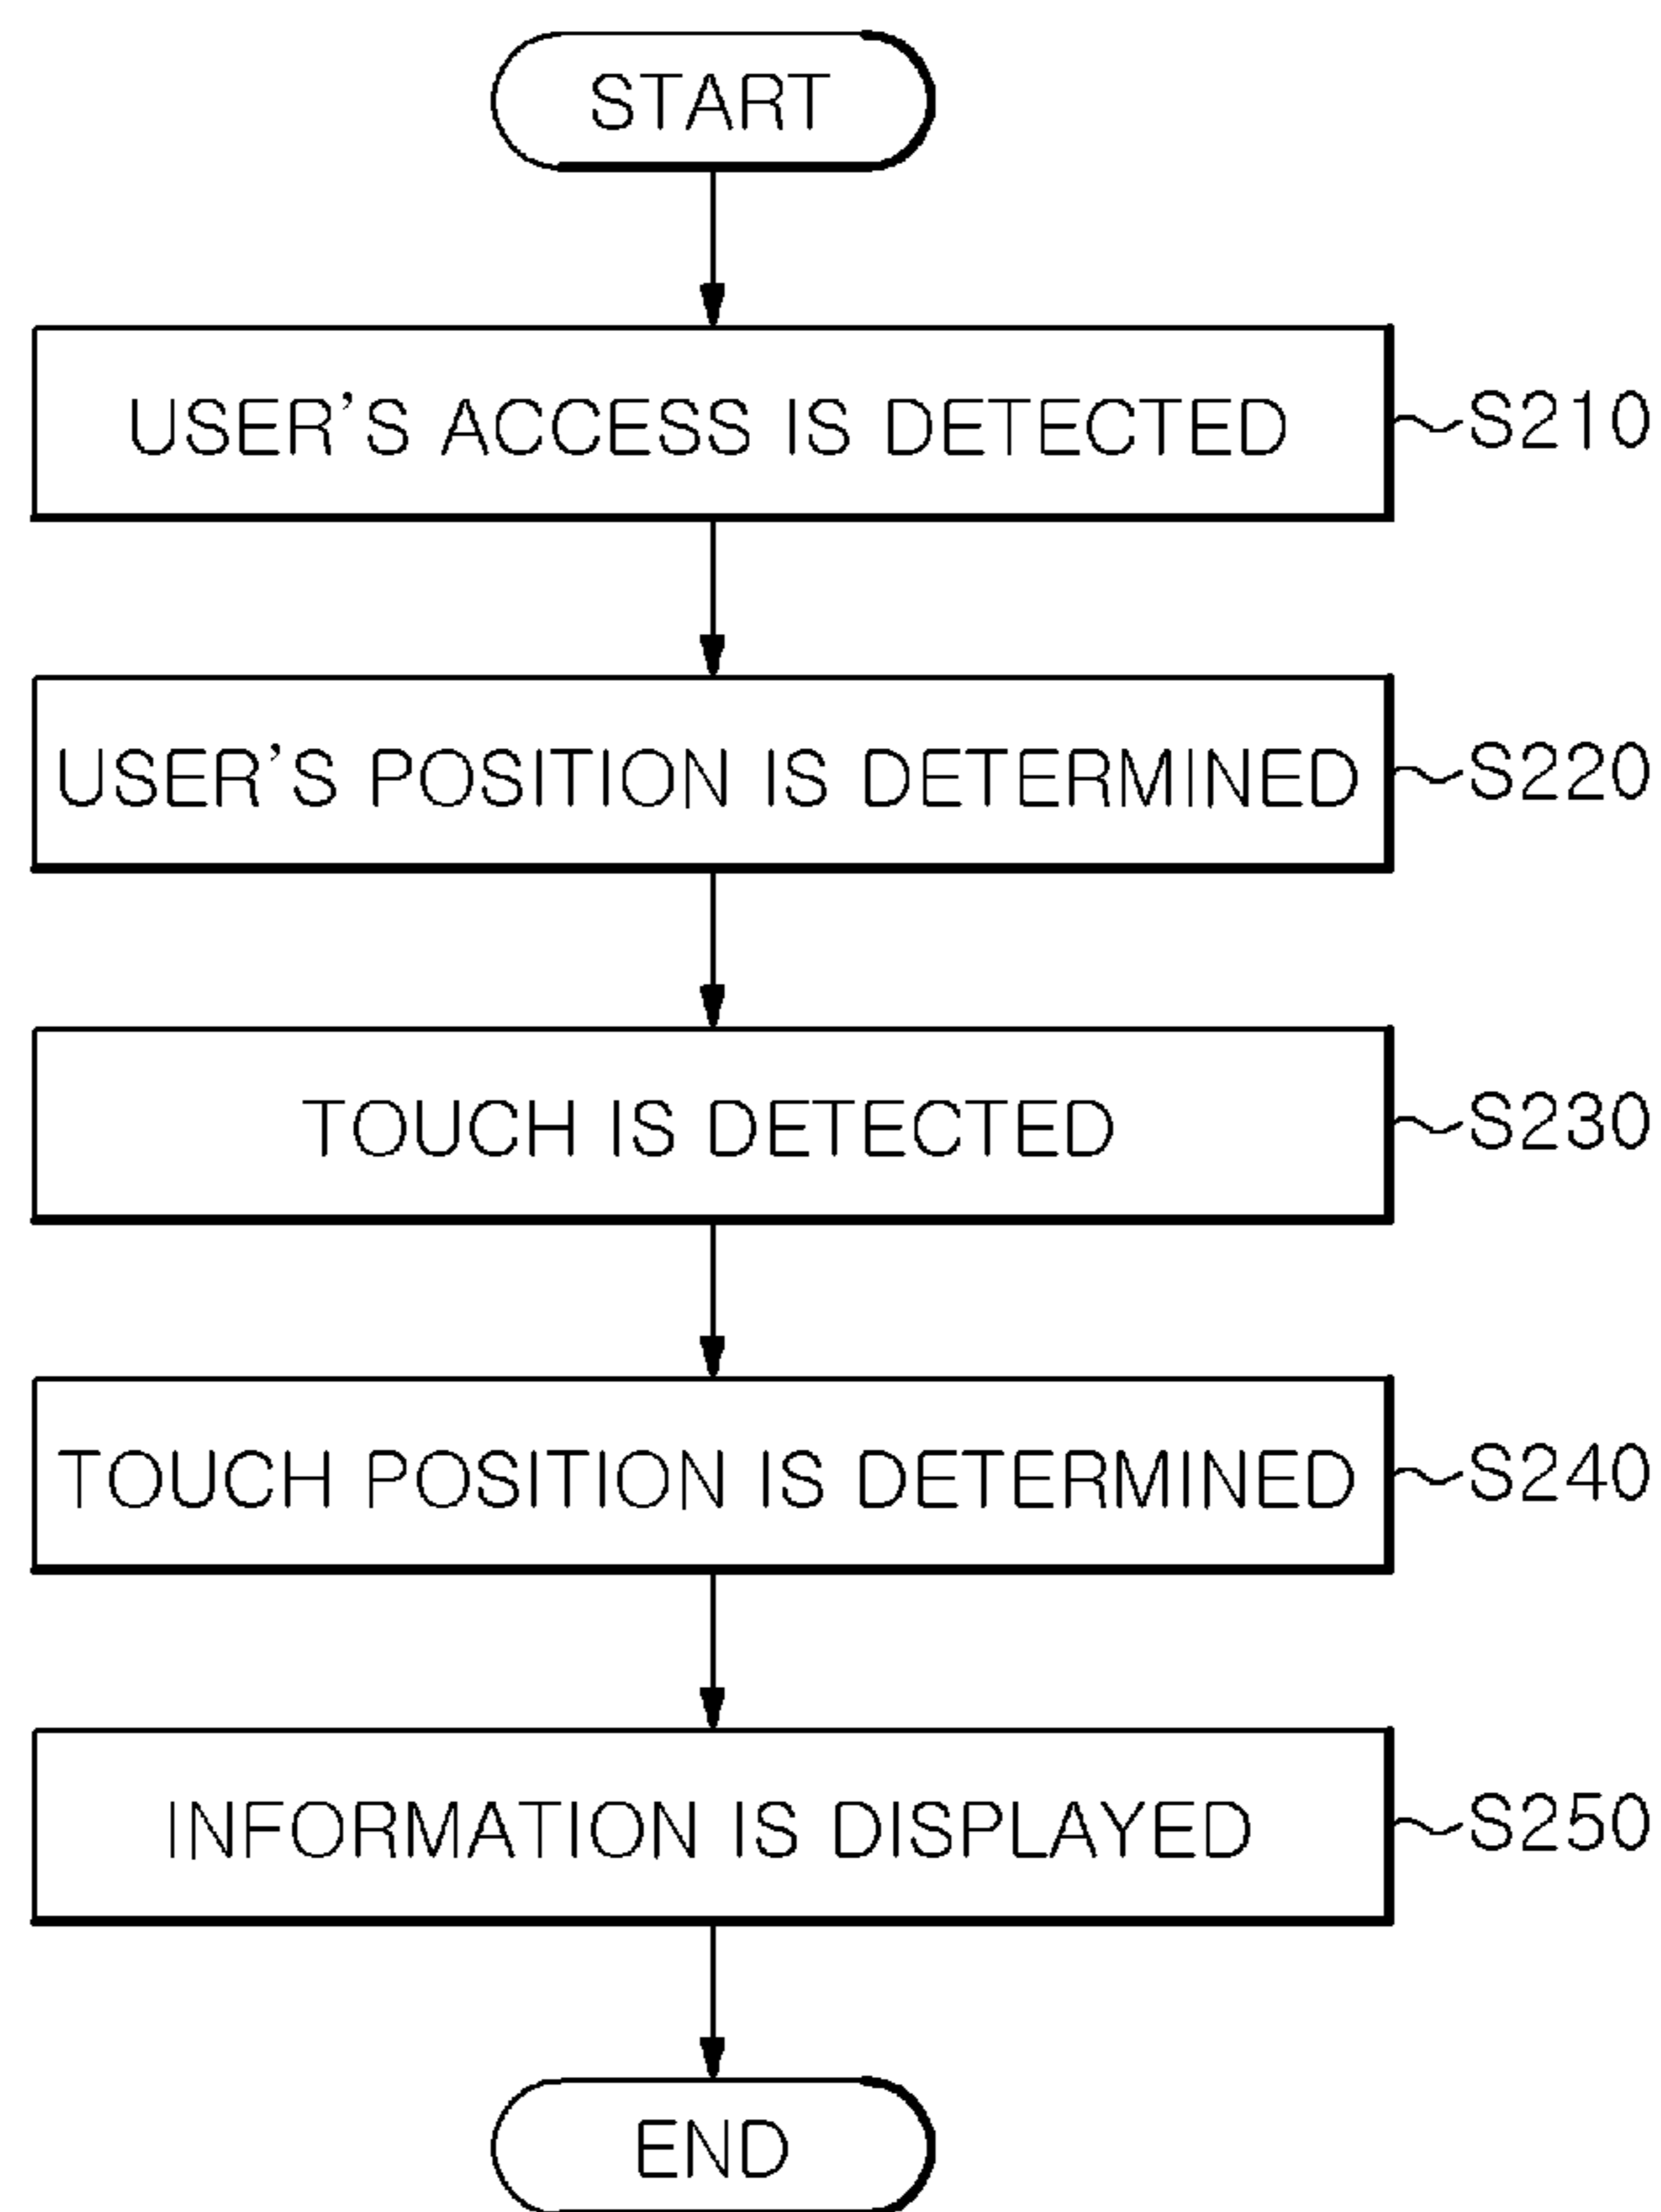 START
USER'S ACCESS IS DETECTED S210
USER'S POSITION IS DETERMINED S220
TOUCH IS DETECTED S230
TOUCH POSITION IS DETERMINED S240
INFORMATION IS DISPLAYED S250
END